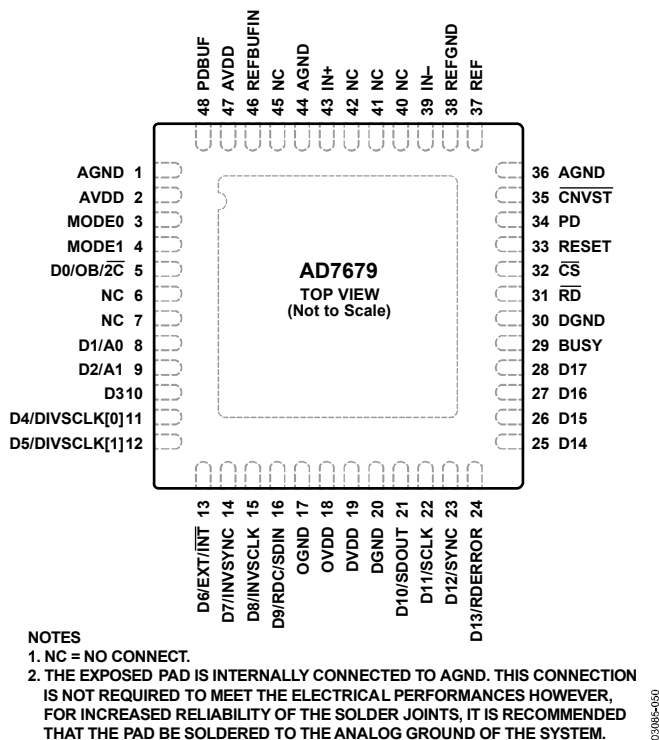 48 PDBUF
47 AVDD
46 REFBUFIN
45 NC
44 AGND
43 IN+
42 NC
41 NC
40 NC
39 IN–
38 REFGND
37 REF
AGND 1
AVDD 2
MODE0 3
MODE1 4
D0/OB/2C̅ 5
NC 6
NC 7
D1/A0 8
D2/A1 9
D310
D4/DIVSCLK[0]11
D5/DIVSCLK[1]12
AD7679
TOP VIEW
(Not to Scale)
36 AGND
35 C̅N̅V̅S̅T̅
34 PD
33 RESET
32 C̅S̅
31 R̅D̅
30 DGND
29 BUSY
28 D17
27 D16
26 D15
25 D14
D6/EXT/I̅N̅T̅ 13
D7/INVSYNC 14
D8/INVSCLK 15
D9/RDC/SDIN 16
OGND 17
OVDD 18
DVDD 19
DGND 20
D10/SDOUT 21
D11/SCLK 22
D12/SYNC 23
D13/RDERROR 24
NOTES
1. NC = NO CONNECT.
2. THE EXPOSED PAD IS INTERNALLY CONNECTED TO AGND. THIS CONNECTION
IS NOT REQUIRED TO MEET THE ELECTRICAL PERFORMANCES HOWEVER,
FOR INCREASED RELIABILITY OF THE SOLDER JOINTS, IT IS RECOMMENDED
THAT THE PAD BE SOLDERED TO THE ANALOG GROUND OF THE SYSTEM.
03085-050